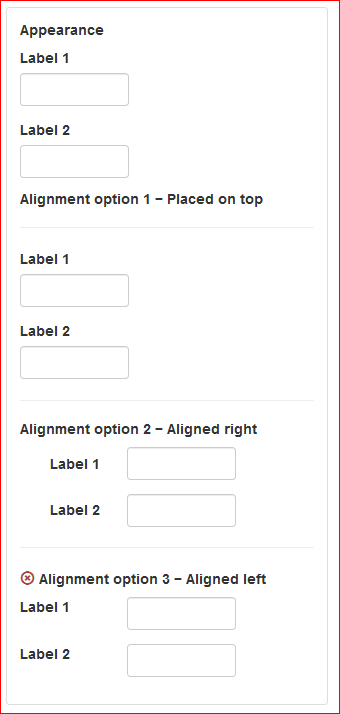 Appearance
Label 1
Label 2
Alignment option 1 – Placed on top
Label 1
Label 2
Alignment option 2 – Aligned right
Label 1
Label 2
Alignment option 3 – Aligned left
Label 1
Label 2